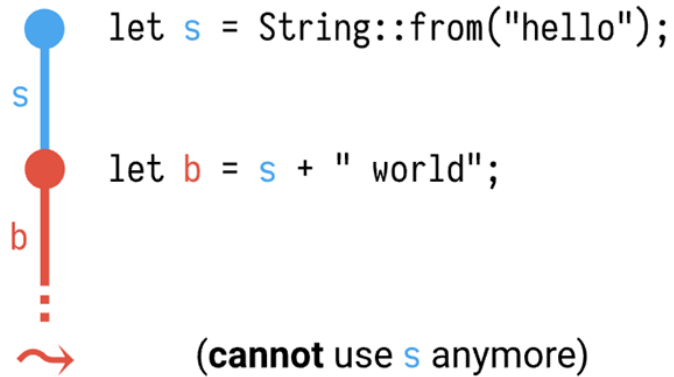 let s = String::from("hello");
s
let b = s + " world";
b
(cannot use s anymore)